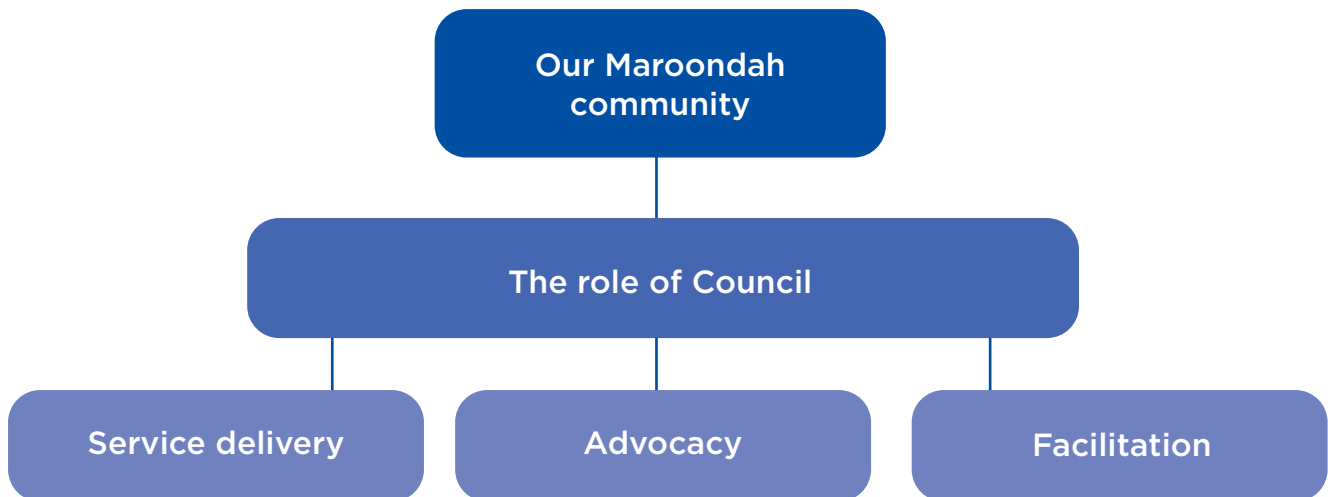 Our Maroondah
community
The role of Council
Service delivery
Advocacy
Facilitation